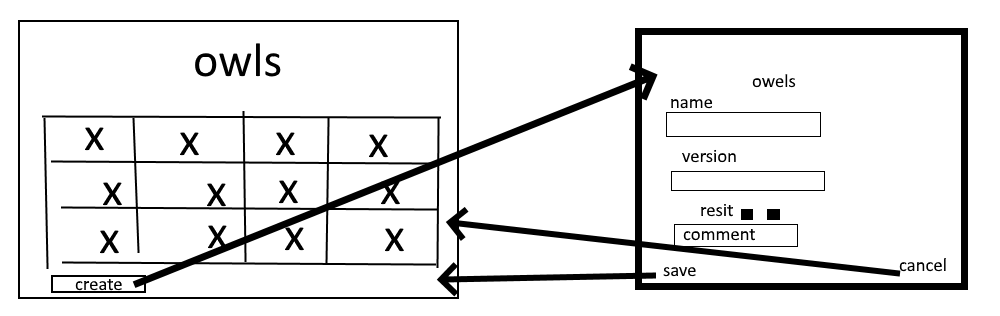 owls
X X X X
X X X X
X X X X
create
owels
name
version
resit
comment
save
cancel